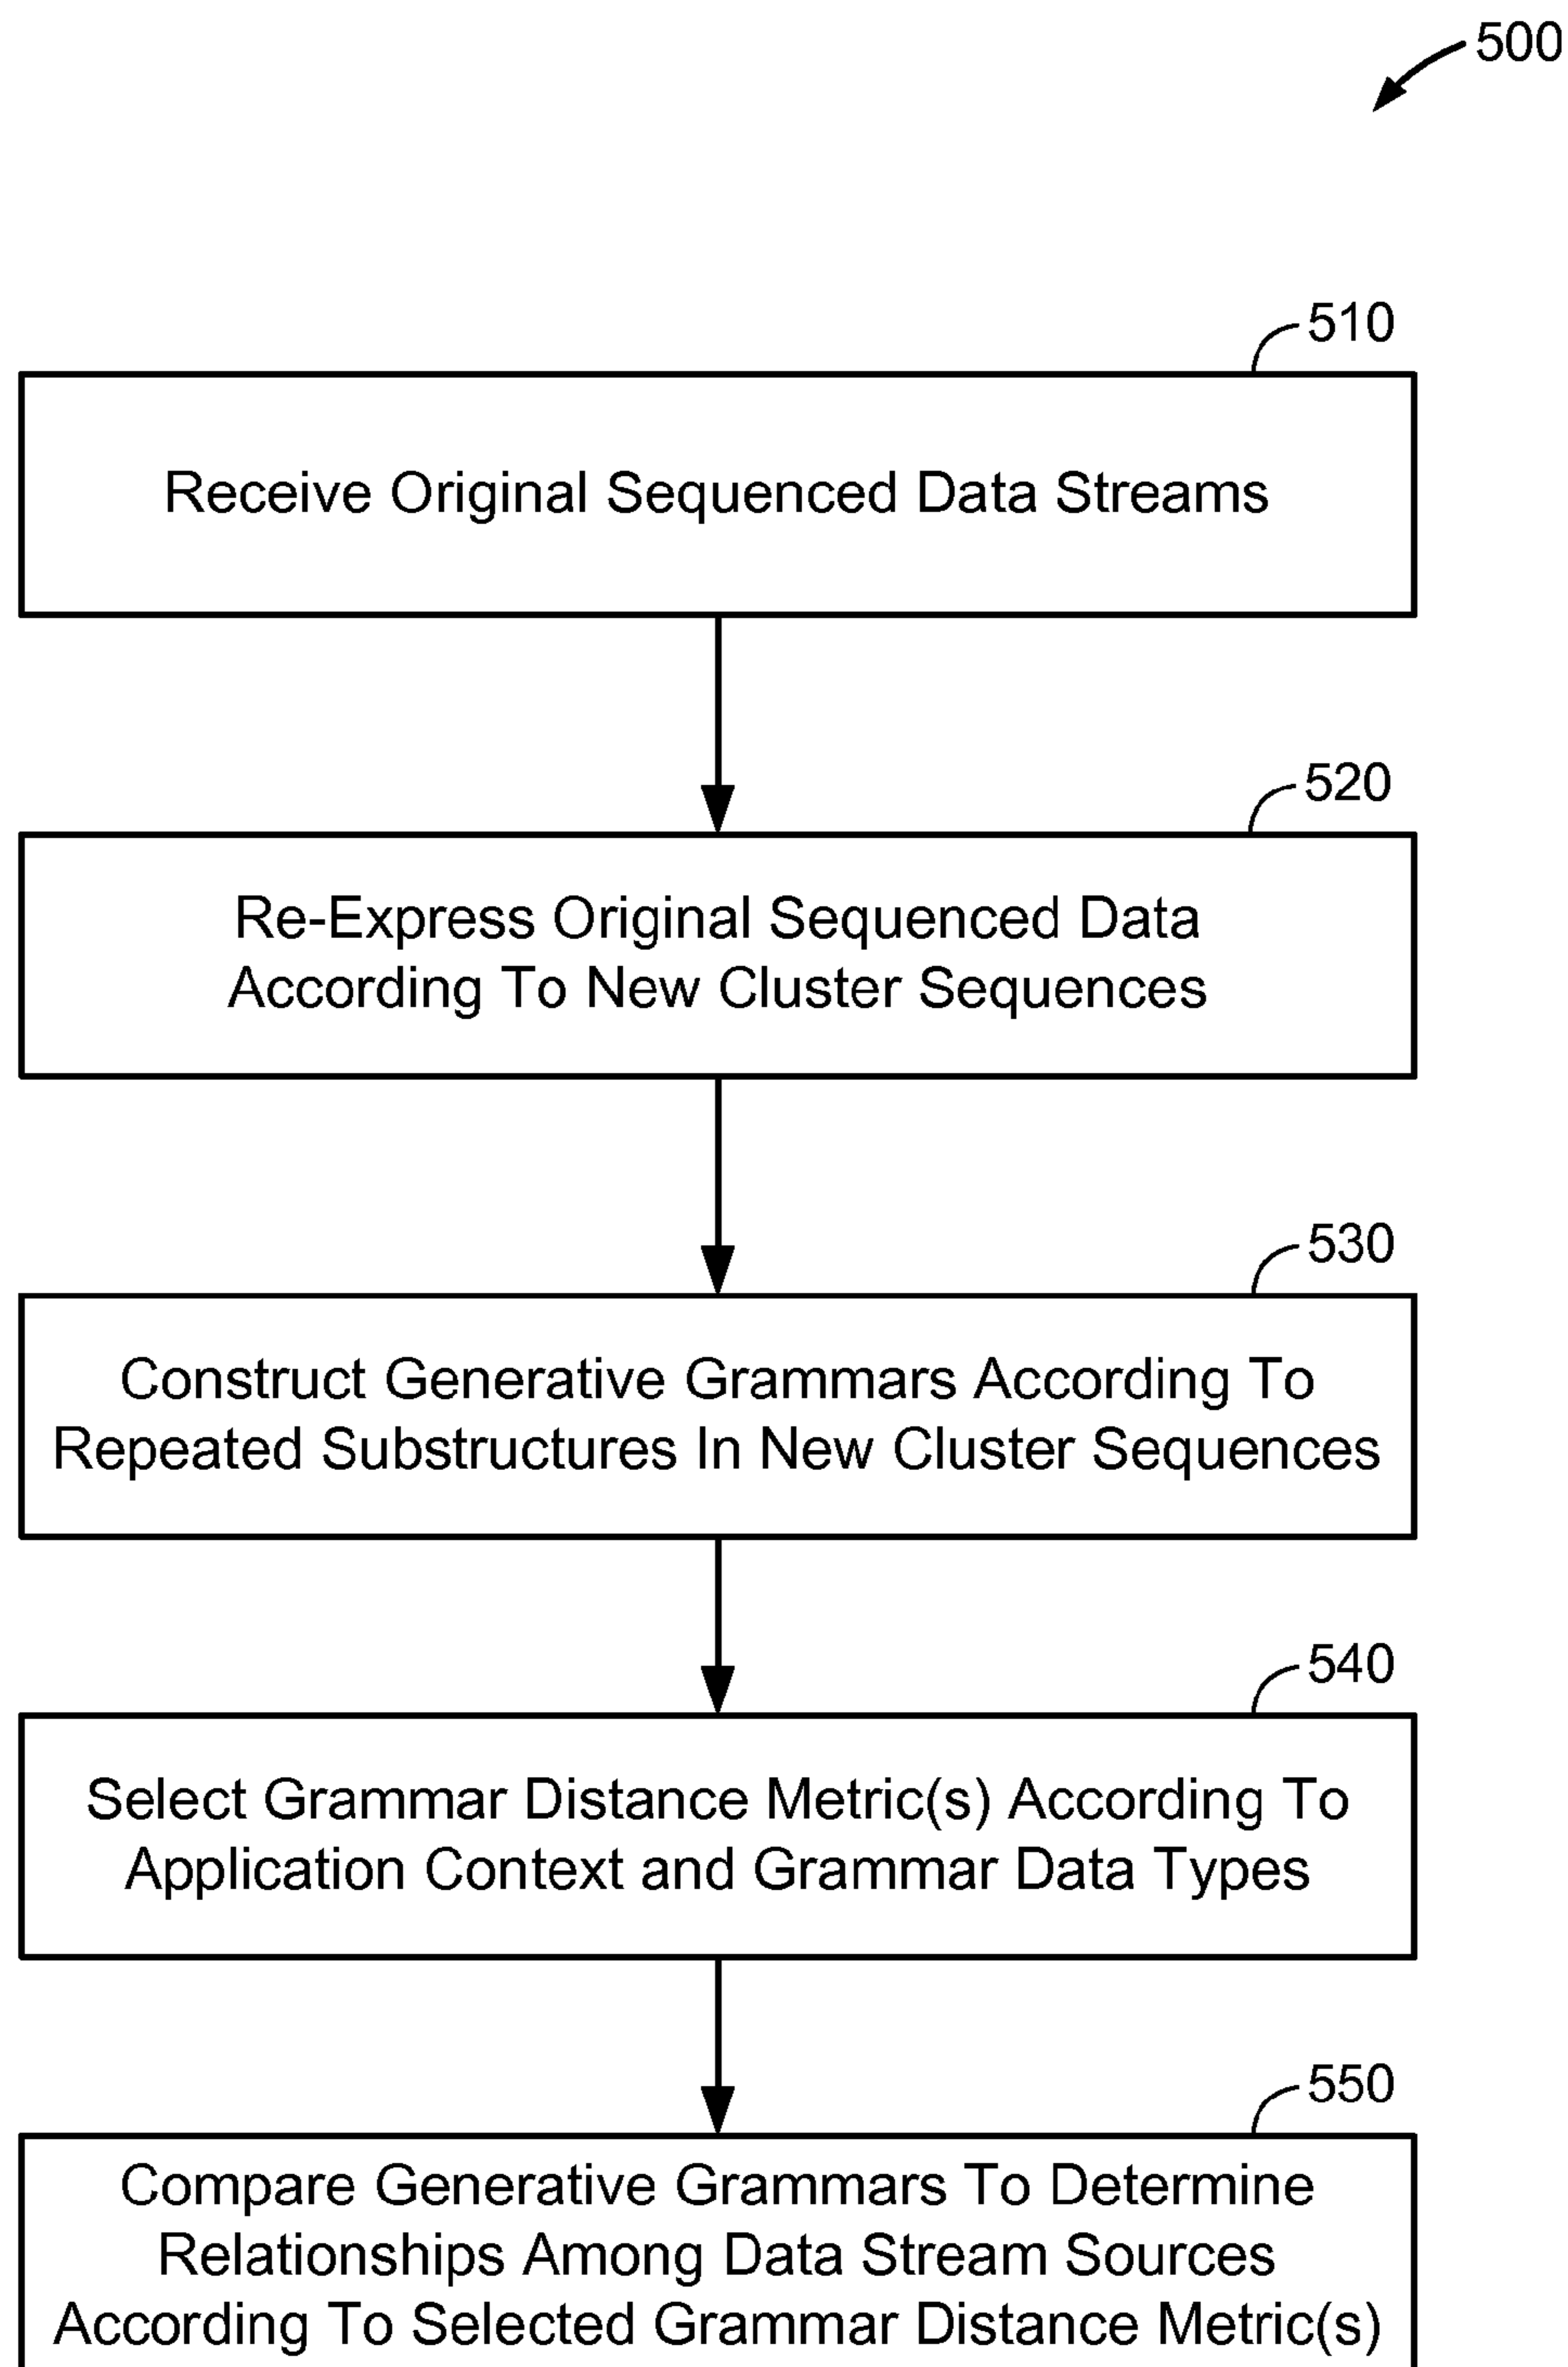 500
510
Receive Original Sequenced Data Streams
520
Re-Express Original Sequenced Data
According To New Cluster Sequences
530
Construct Generative Grammars According To
Repeated Substructures In New Cluster Sequences
540
Select Grammar Distance Metric(s) According To
Application Context and Grammar Data Types
550
Compare Generative Grammars To Determine
Relationships Among Data Stream Sources
According To Selected Grammar Distance Metric(s)